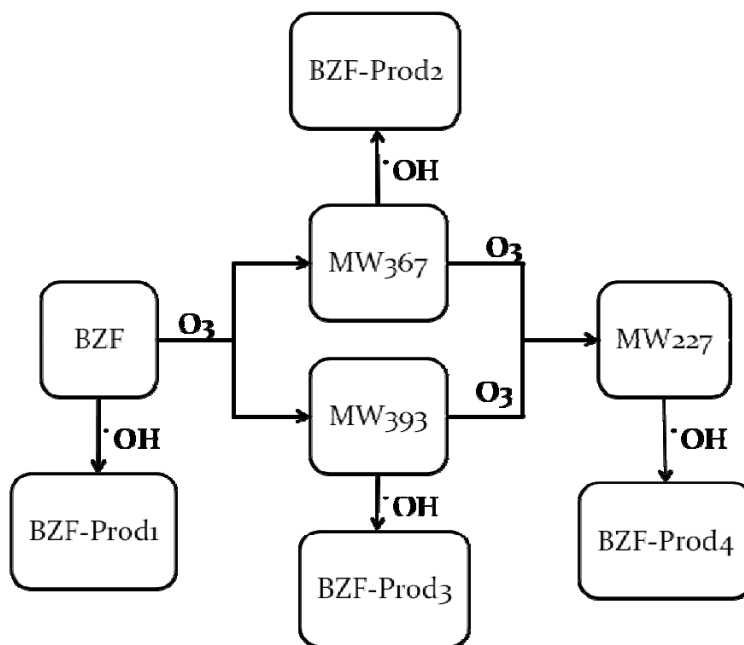 BZF-Prod2
·OH
MW367
O3
BZF
O3
MW227
MW393
O3
·OH
·OH
·OH
BZF-Prod1
BZF-Prod3
BZF-Prod4